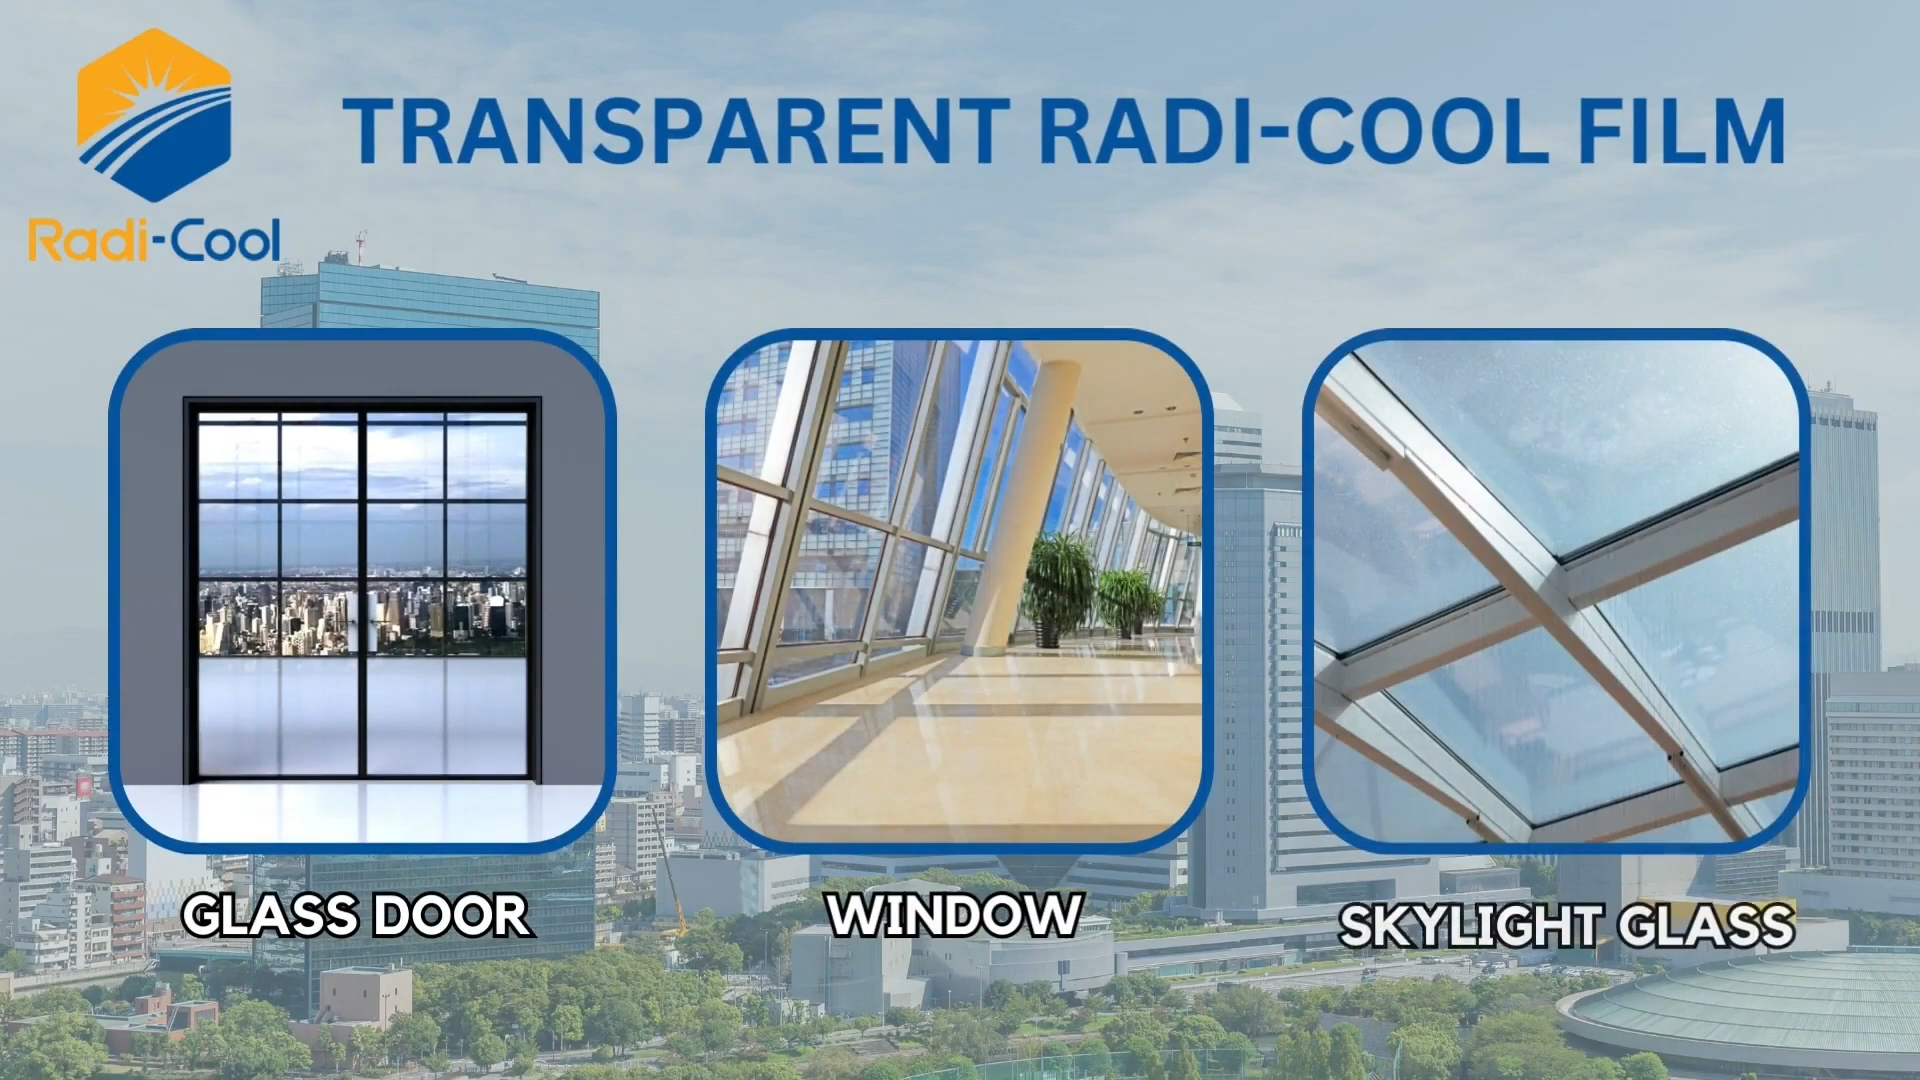 Radi-Cool
TRANSPARENT RADI-COOL FILM
GLASS DOOR
WINDOW
SKYLIGHT GLASS